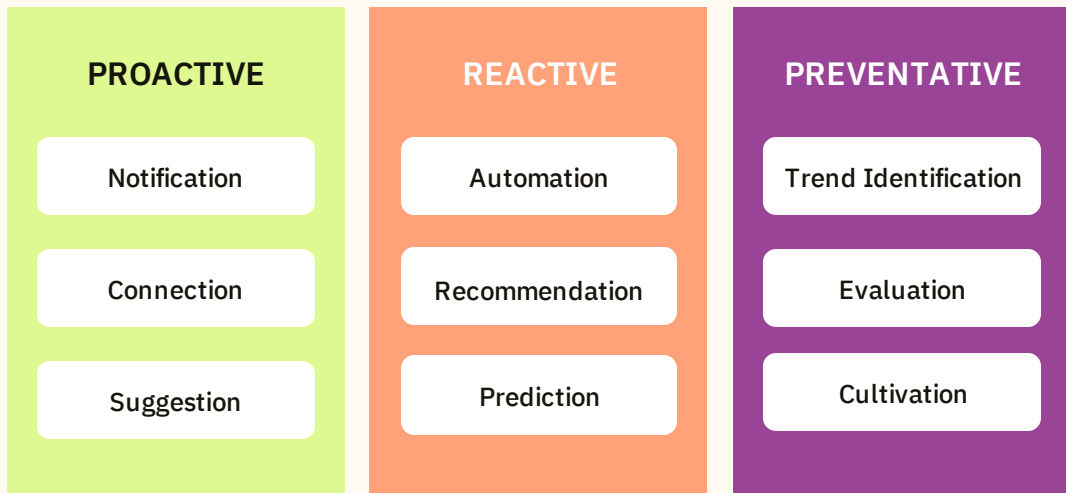 PROACTIVE
Notification
Connection
Suggestion
REACTIVE
Automation
Recommendation
Prediction
PREVENTATIVE
Trend Identification
Evaluation
Cultivation